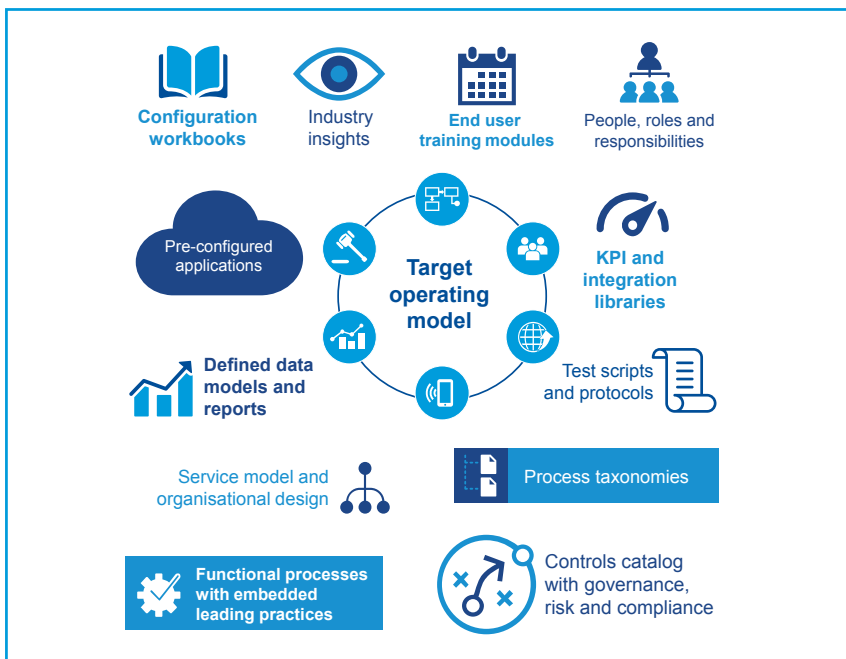 Configuration
workbooks
Industry
insights
End user
training modules
People, roles and
responsibilities
Pre-configured
applications
Target
operating
model
KPI and
integration
libraries
Defined data
models and
reports
Test scripts
and protocols
Service model and
organisational design
Process taxonomies
Functional processes
with embedded
leading practices
Controls catalog
with governance,
risk and compliance